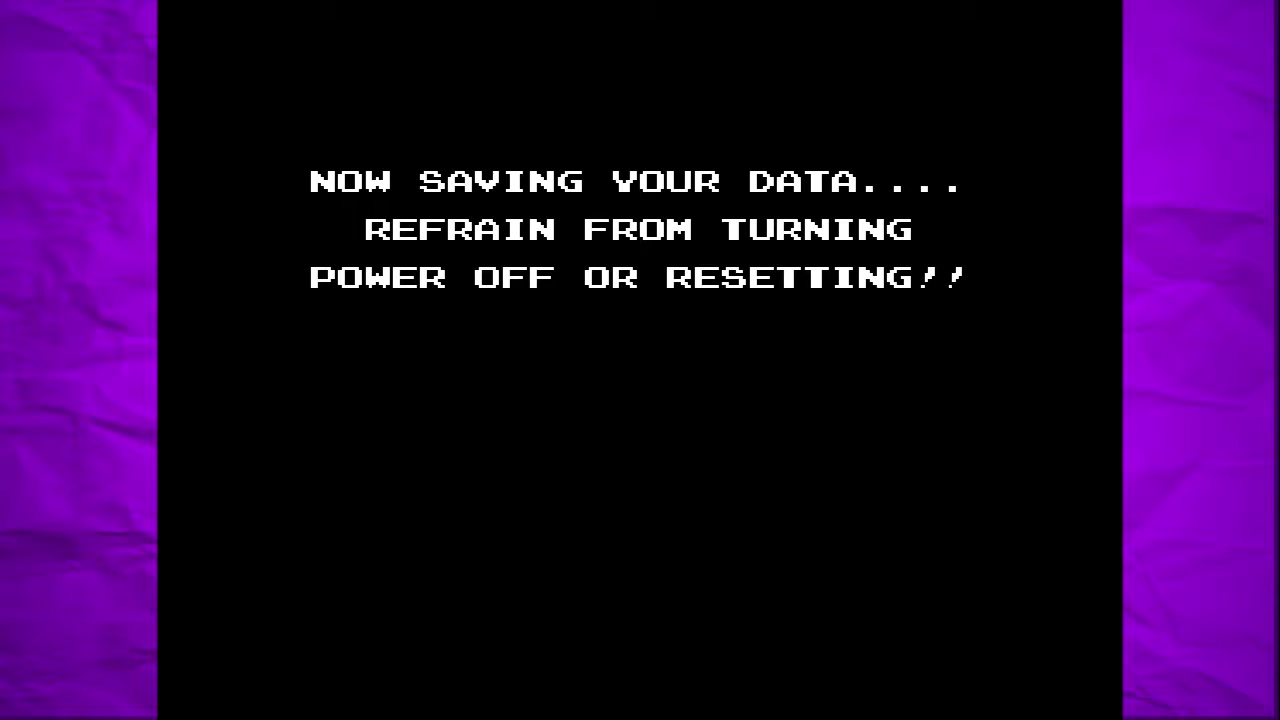 NOW SAVING YOUR DATA....
REFRAIN FROM TURNING
POWER OFF OR RESETTING!!